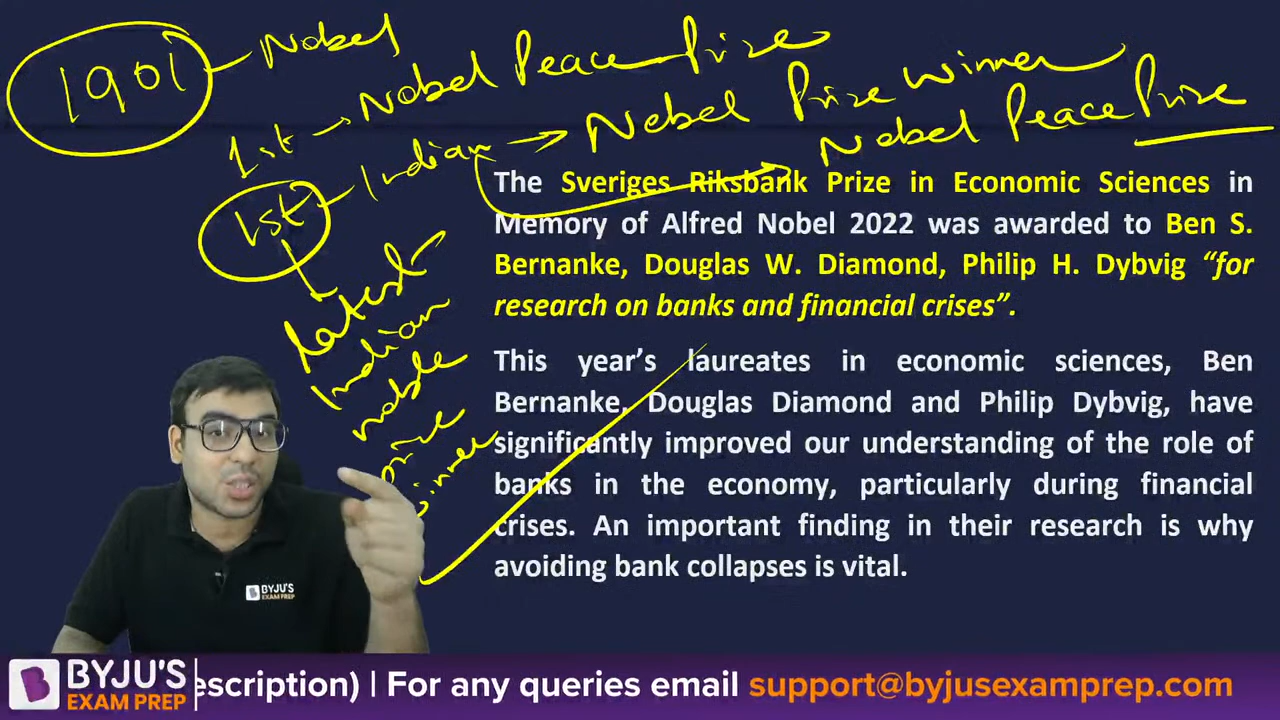 1901 - Nobel
1st → Nobel Peace Prize
1st - Indian → Nebel Prize Winner
Nobel Peace Prize
latest
Indian
noble
prize
winner
The Sveriges Riksbank Prize in Economic Sciences in
Memory of Alfred Nobel 2022 was awarded to Ben S.
Bernanke, Douglas W. Diamond, Philip H. Dybvig “for
research on banks and financial crises”.
This year’s laureates in economic sciences, Ben
Bernanke, Douglas Diamond and Philip Dybvig, have
significantly improved our understanding of the role of
banks in the economy, particularly during financial
crises. An important finding in their research is why
avoiding bank collapses is vital.
BYJU'S
EXAM PREP
BYJU'S
EXAM PREP
escription) | For any queries email support@byjusexamprep.com